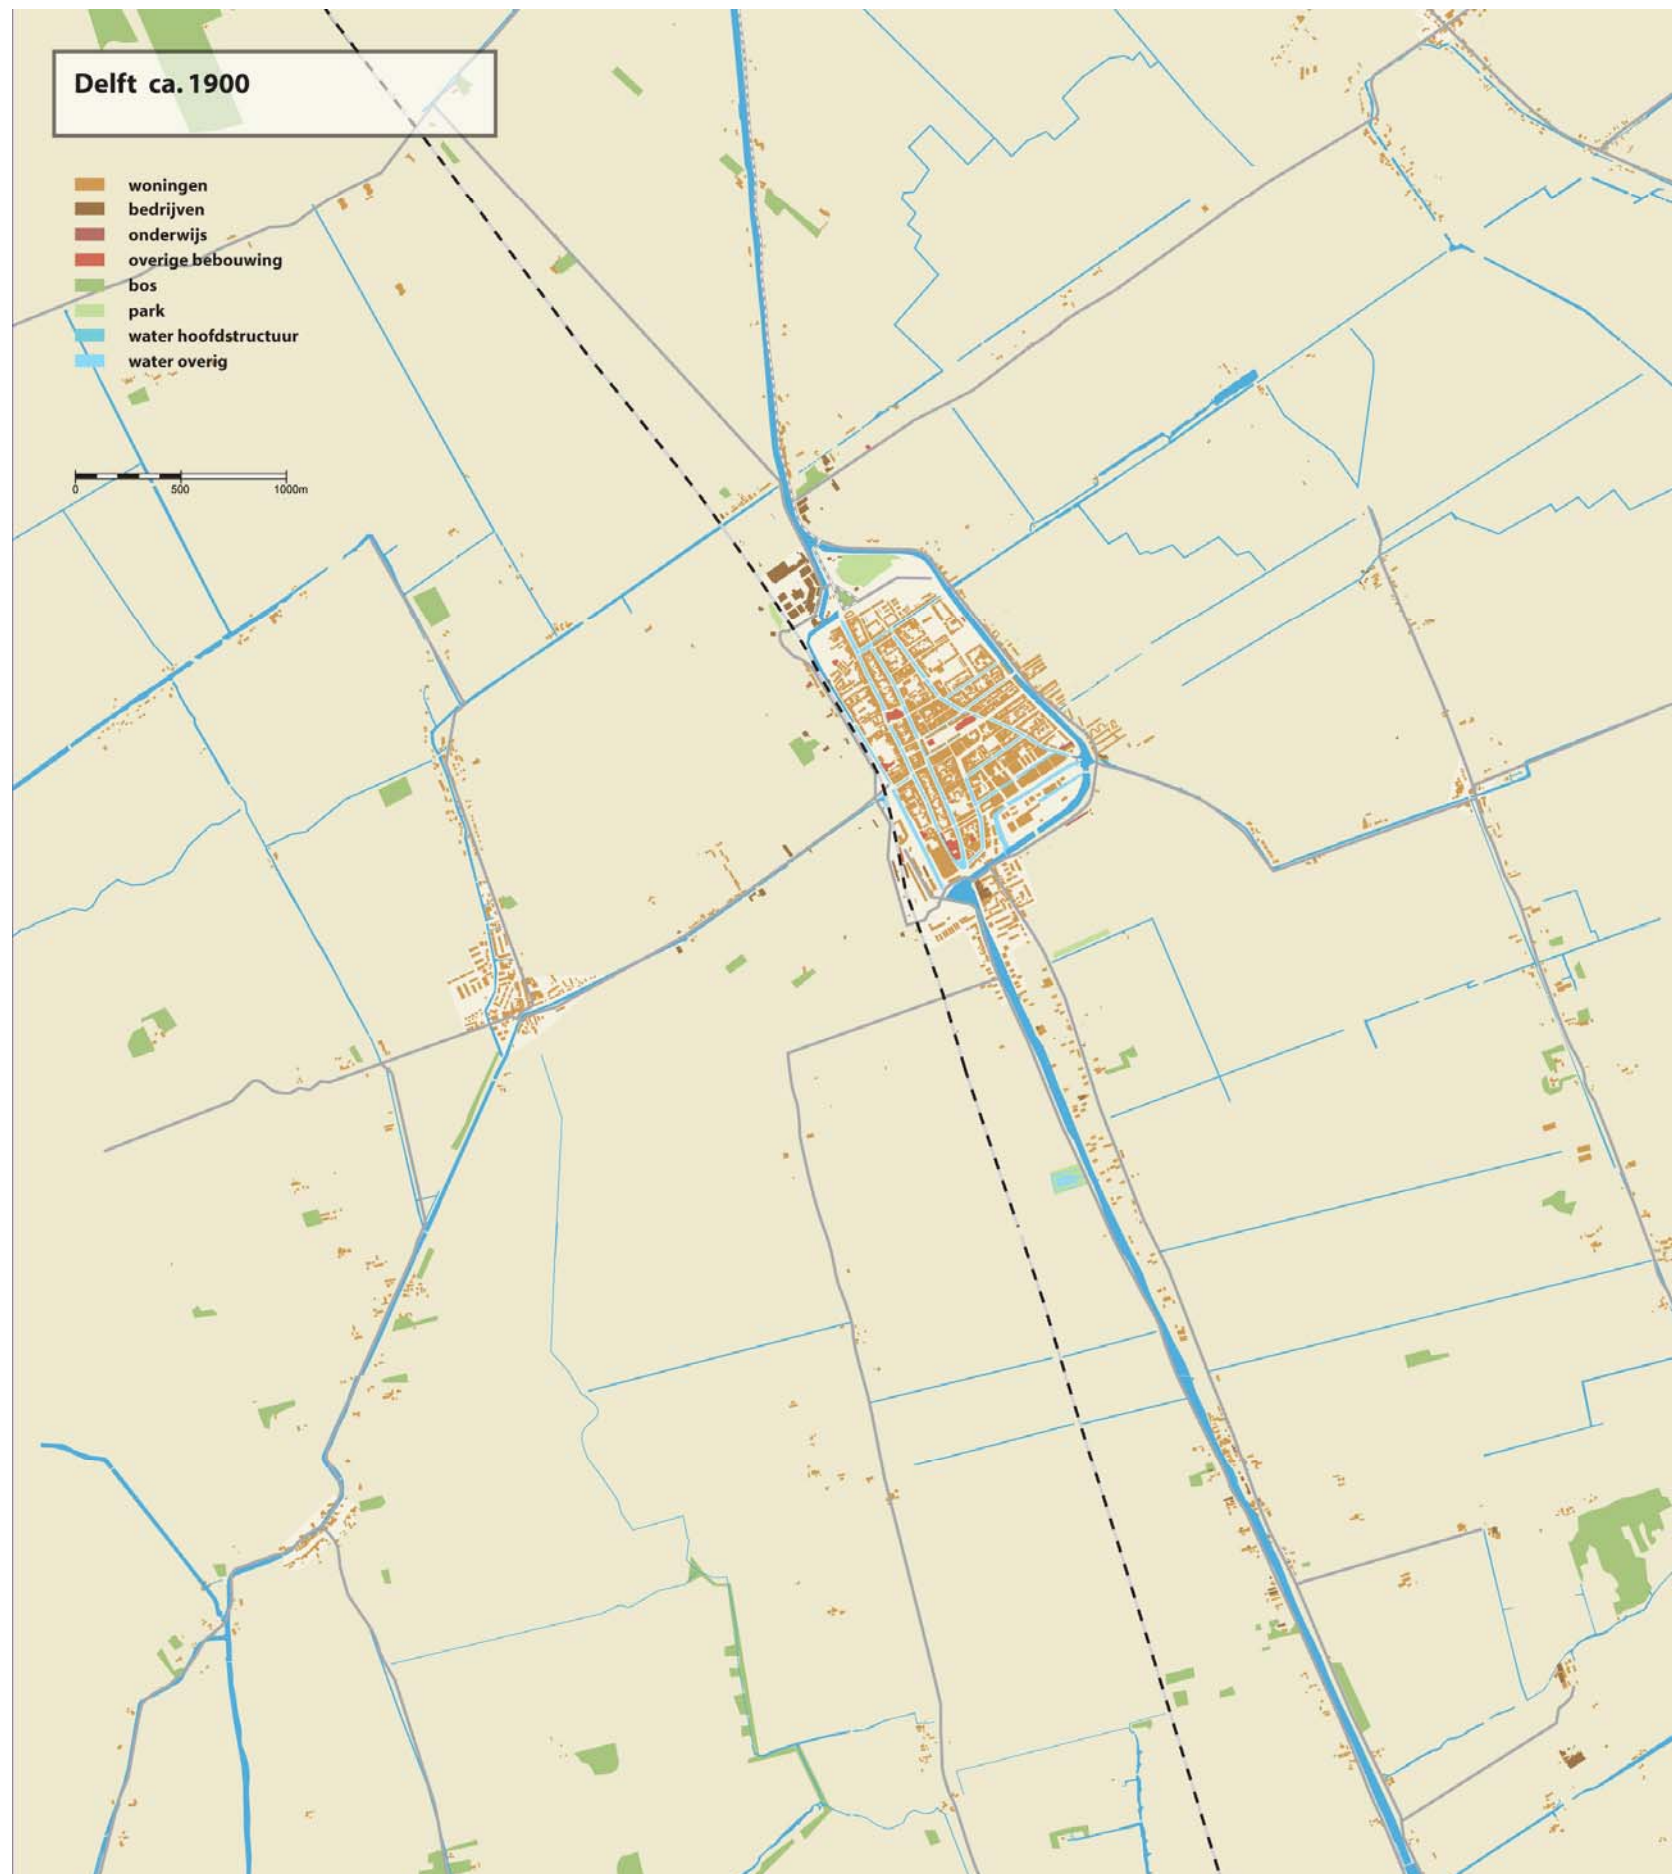 Delft ca. 1900
woningen
bedrijven
onderwijs
overige bebouwing
bos
park
water hoofdstructuur
water overig
0 500 1000m